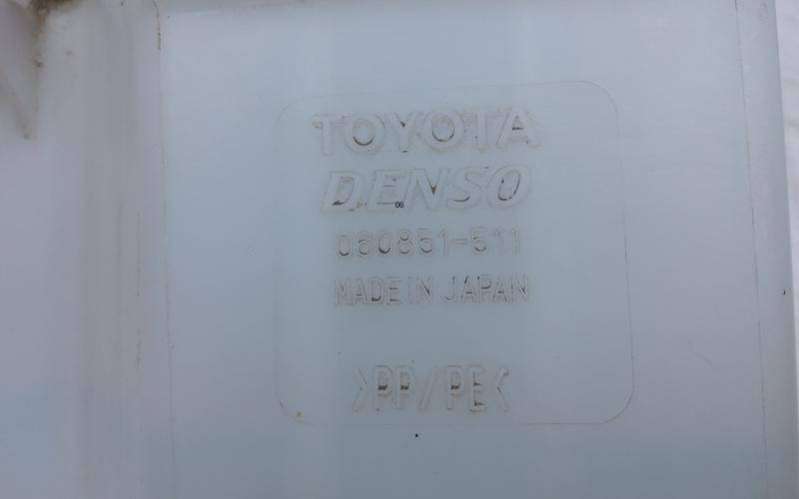 TOYOTA
DENSO
060851-511
MADE IN JAPAN
>PP/PE<